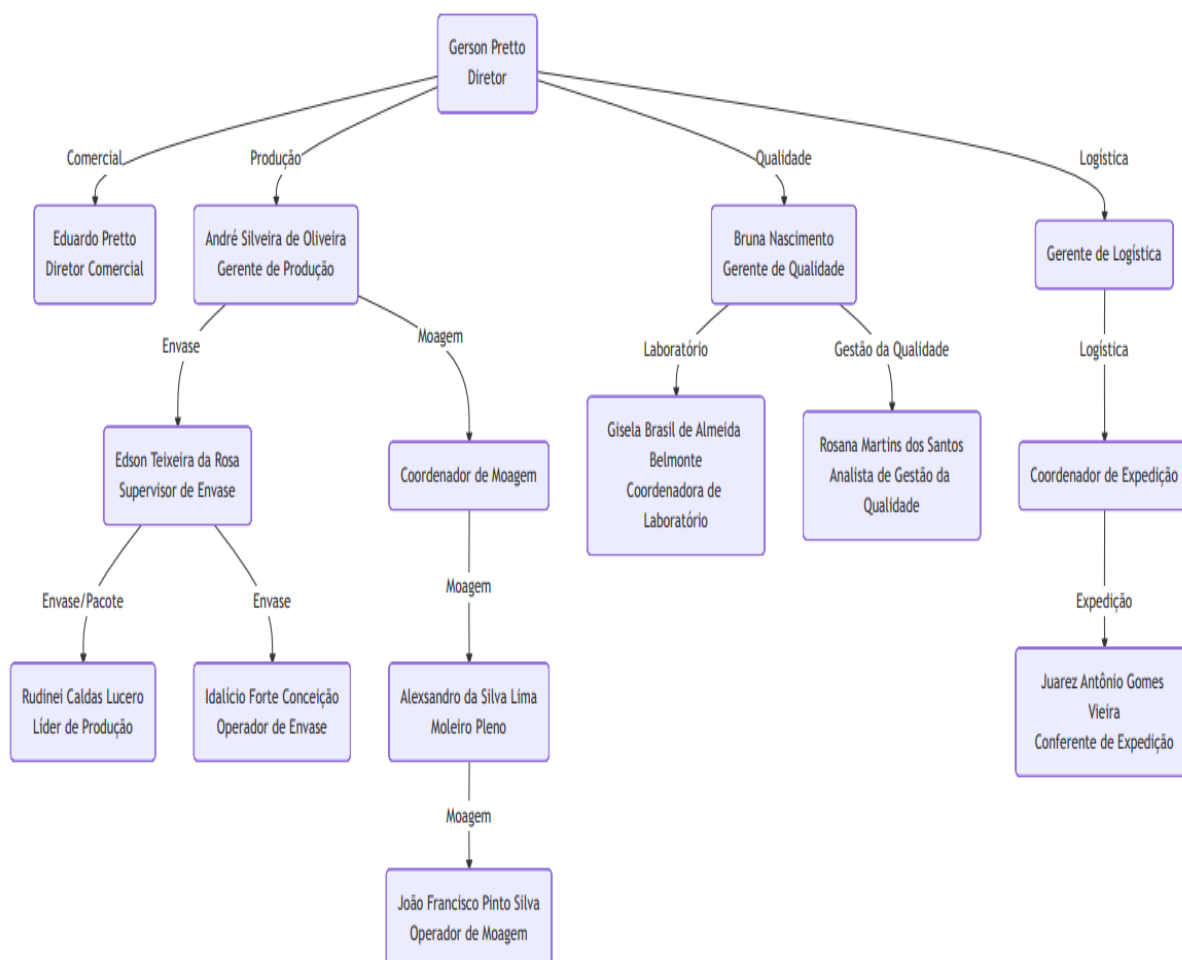 Gerson Pretto
Diretor
Comercial
Produção
Qualidade
Logística
Eduardo Pretto
Diretor Comercial
André Silveira de Oliveira
Gerente de Produção
Bruna Nascimento
Gerente de Qualidade
Gerente de Logística
Envase
Moagem
Laboratório
Gestão da Qualidade
Logística
Edson Teixeira da Rosa
Supervisor de Envase
Coordenador de Moagem
Gisela Brasil de Almeida
Belmonte
Coordenadora de
Laboratório
Rosana Martins dos Santos
Analista de Gestão da
Qualidade
Coordenador de Expedição
Envase/Pacote
Envase
Moagem
Expedição
Rudinei Caldas Lucero
Líder de Produção
Idalício Forte Conceição
Operador de Envase
Alexsandro da Silva Lima
Moleiro Pleno
Juarez Antônio Gomes
Vieira
Conferente de Expedição
Moagem
João Francisco Pinto Silva
Operador de Moagem